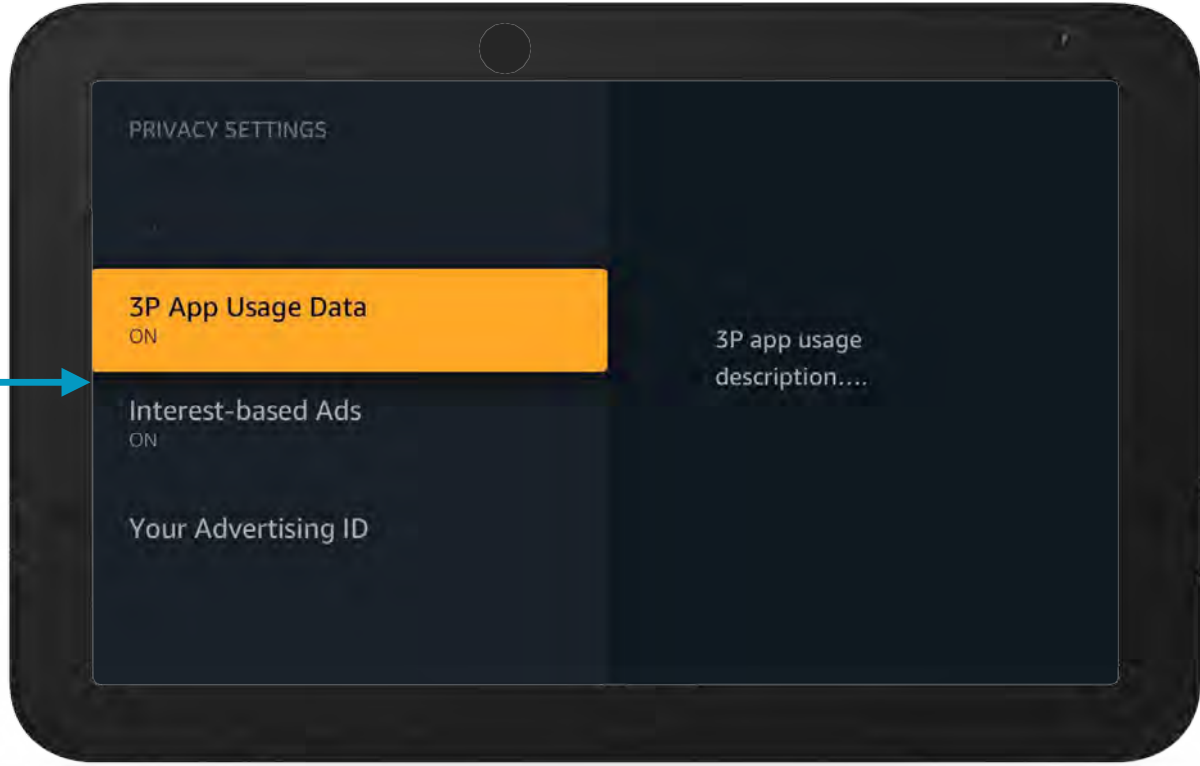 PRIVACY SETTINGS
3P App Usage Data
ON
3P app usage
description....
Interest-based Ads
ON
Your Advertising ID